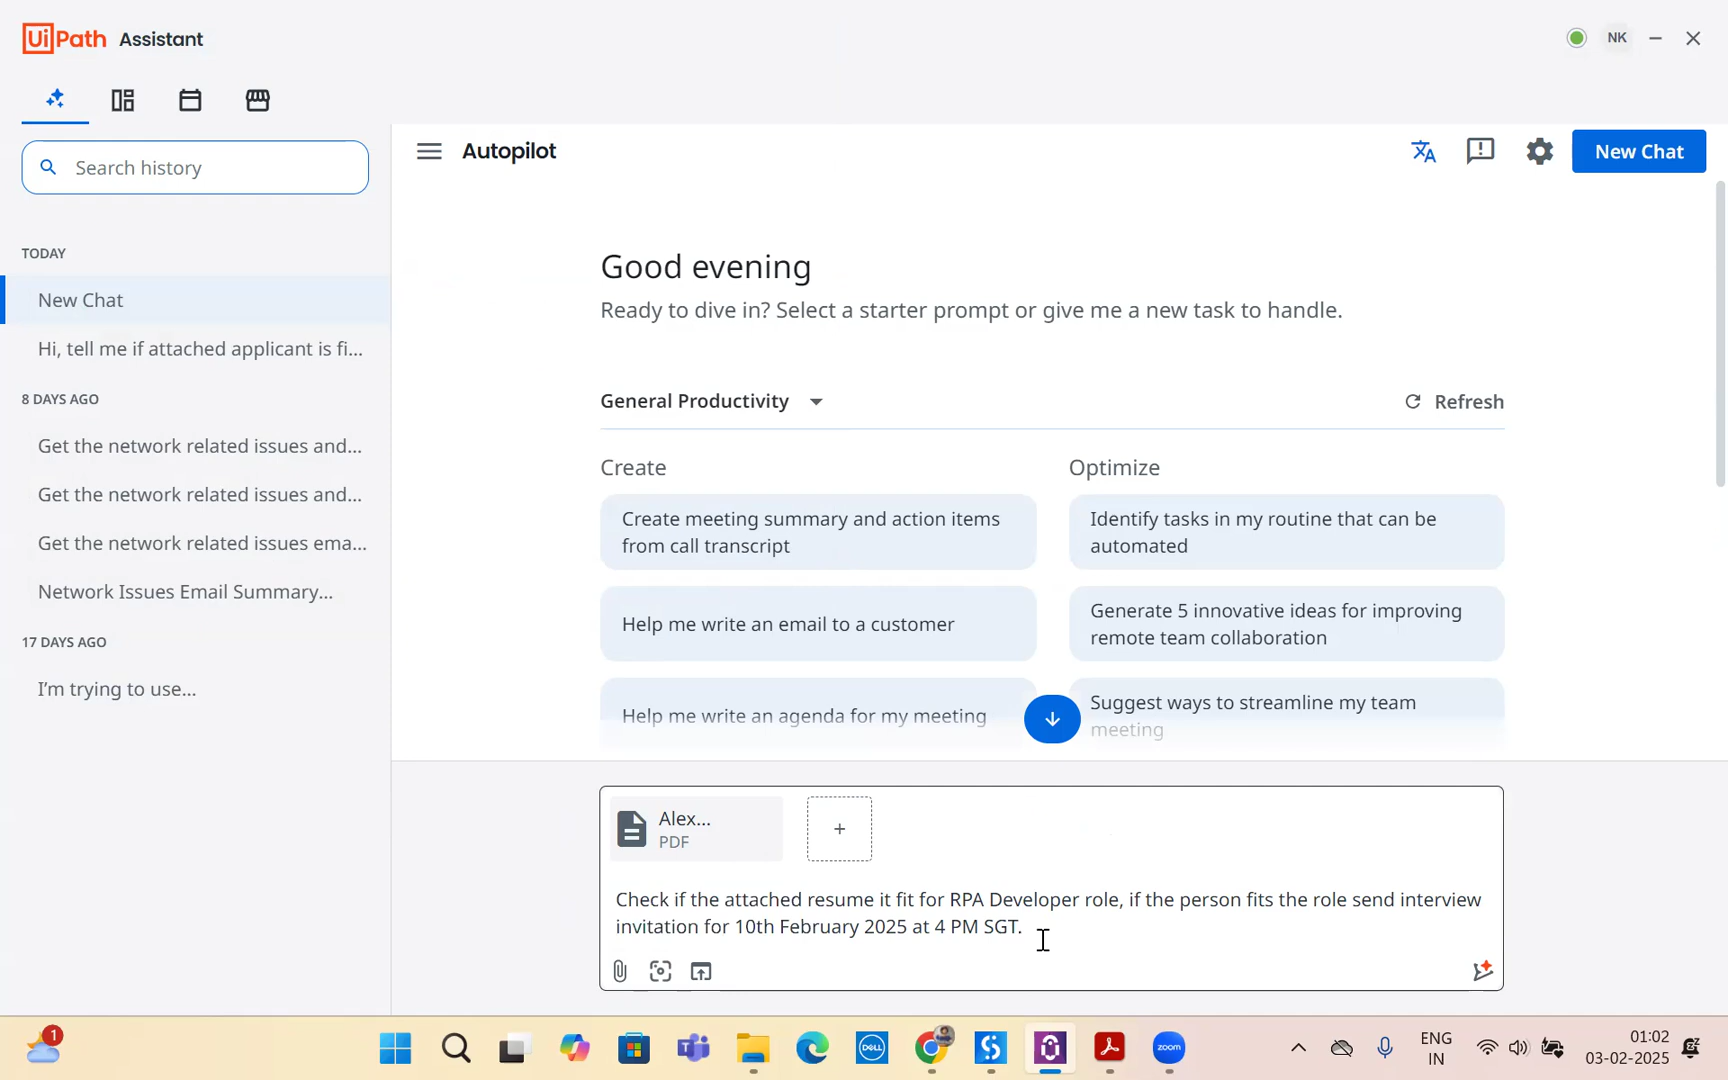 UiPath Assistant
NK
Search history
Autopilot
New Chat
TODAY
New Chat
Hi, tell me if attached applicant is fi...
8 DAYS AGO
Get the network related issues and...
Get the network related issues and...
Get the network related issues ema...
Network Issues Email Summary...
17 DAYS AGO
I'm trying to use...
Good evening
Ready to dive in? Select a starter prompt or give me a new task to handle.
General Productivity
Refresh
Create
Optimize
Create meeting summary and action items
from call transcript
Identify tasks in my routine that can be
automated
Help me write an email to a customer
Generate 5 innovative ideas for improving
remote team collaboration
Help me write an agenda for my meeting
Suggest ways to streamline my team
meeting
Alex...
PDF
+
Check if the attached resume it fit for RPA Developer role, if the person fits the role send interview
invitation for 10th February 2025 at 4 PM SGT.
1
DELL
zoom
ENG
IN
01:02
03-02-2025